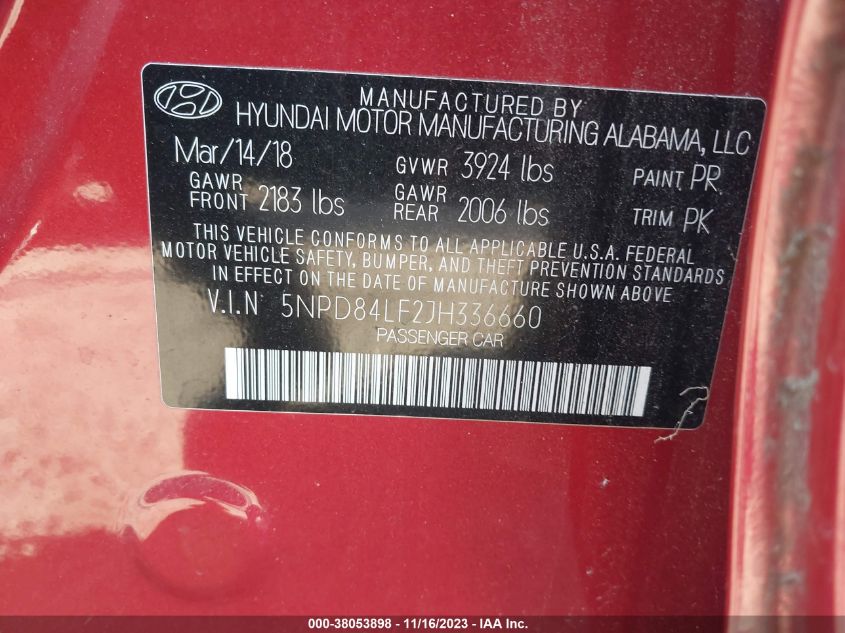 MANUFACTURED BY
HYUNDAI MOTOR MANUFACTURING ALABAMA, LLC
Mar/14/18 GVWR 3924 lbs PAINT PR
GAWR FRONT 2183 lbs GAWR REAR 2006 lbs TRIM PK
THIS VEHICLE CONFORMS TO ALL APPLICABLE U.S.A. FEDERAL
MOTOR VEHICLE SAFETY, BUMPER, AND THEFT PREVENTION STANDARDS
IN EFFECT ON THE DATE OF MANUFACTURE SHOWN ABOVE.
V.I.N 5NPD84LF2JH336660
PASSENGER CAR
000-38053898 - 11/16/2023 - IAA Inc.